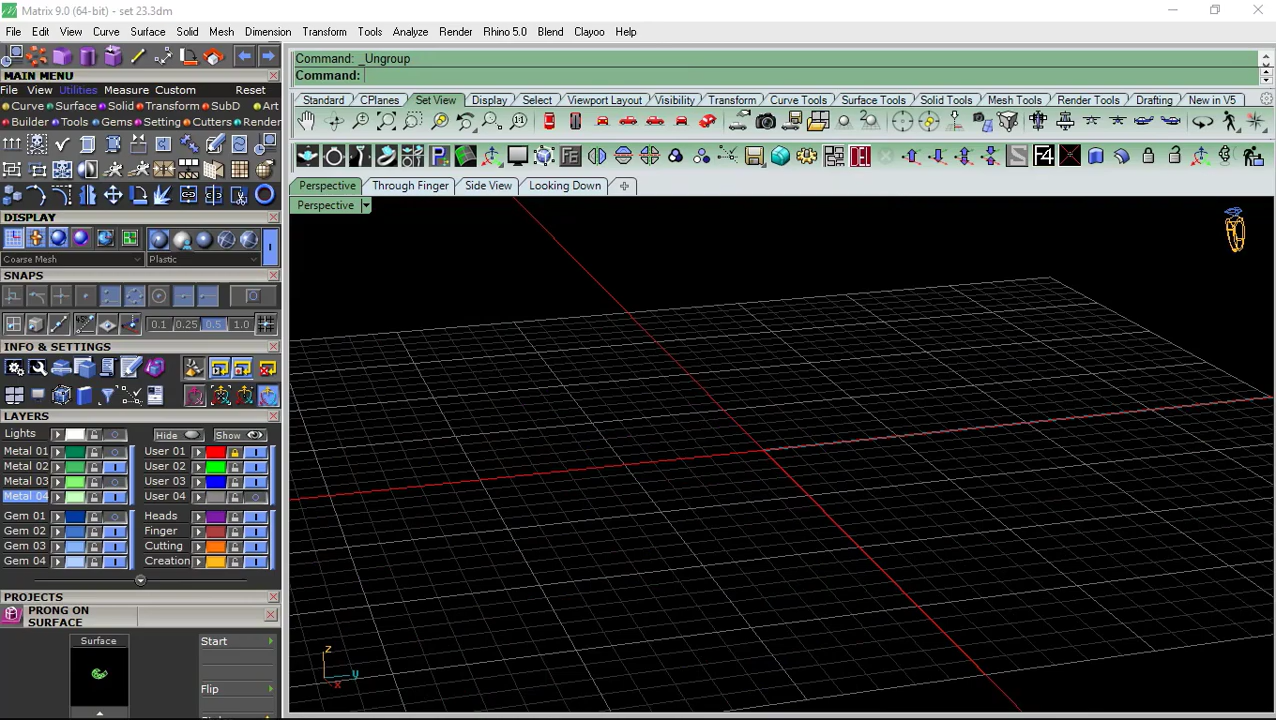 Matrix 9.0 (64-bit) - set 23.3dm
File Edit View Curve Surface Solid Mesh Dimension Transform Tools Analyze Render Rhino 5.0 Blend Clayoo Help
Command: _Ungroup
Command:
MAIN MENU
File View Utilities Measure Custom Reset
Curve Surface Solid Transform SubD Art
Builder Tools Gems Setting Cutters Render
Standard CPlanes Set View Display Select Viewport Layout Visibility Transform Curve Tools Surface Tools Solid Tools Mesh Tools Render Tools Drafting New in V5
Perspective Through Finger Side View Looking Down
Perspective
DISPLAY
Coarse Mesh Plastic
SNAPS
0.1 0.25 0.5 1.0
INFO & SETTINGS
LAYERS
Lights Hide Show
Metal 01 User 01
Metal 02 User 02
Metal 03 User 03
Metal 04 User 04
Gem 01 Heads
Gem 02 Finger
Gem 03 Cutting
Gem 04 Creation
PROJECTS
PRONG ON
SURFACE
Surface Start
Flip
z
y
x
F4